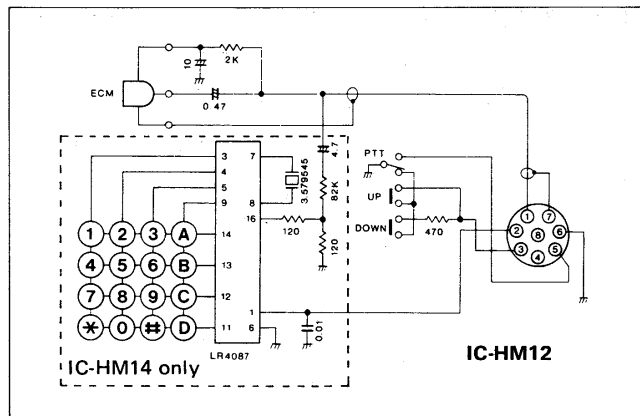 2K
10
ECM
0.47
4.7
PTT
3 7
4
5
3.579545
82K
UP
1 7
9 8
2 8 6
16
120
DOWN
470
3 4 5
1 2 3 A 14
120
4 5 6 B 13
7 8 9 C 12
1
0.01
* 0 # D 11 6
LR4087
IC-HM14 only
IC-HM12